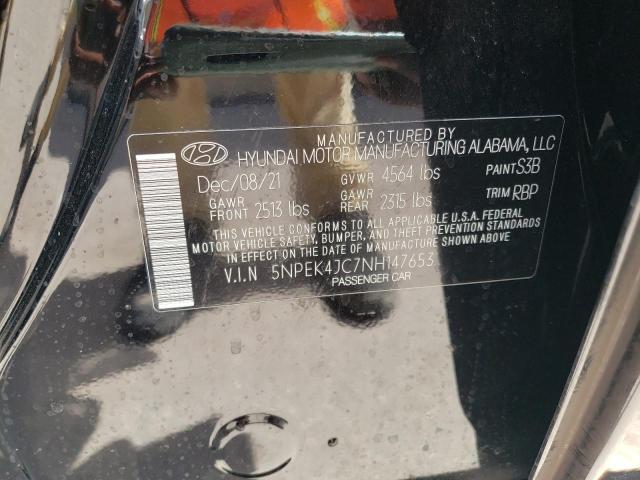 MANUFACTURED BY
HYUNDAI MOTOR MANUFACTURING ALABAMA, LLC
Dec/08/21 GVWR 4564 lbs PAINT S3B
GAWR FRONT 2513 lbs GAWR REAR 2315 lbs TRIM RBP
THIS VEHICLE CONFORMS TO ALL APPLICABLE U.S.A. FEDERAL
MOTOR VEHICLE SAFETY, BUMPER, AND THEFT PREVENTION STANDARDS
IN EFFECT ON THE DATE OF MANUFACTURE SHOWN ABOVE.
V.I.N 5NPEK4JC7NH147653
PASSENGER CAR